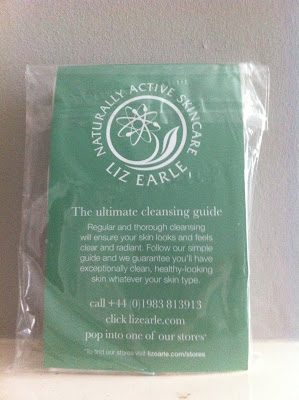 NATURALLY ACTIVE SKINCARE
LIZ EARLE
The ultimate cleansing guide
Regular and thorough cleansing
will ensure your skin looks and feels
clear and radiant. Follow our simple
guide and we guarantee you'll have
exceptionally clean, healthy-looking
skin whatever your skin type.
call +44 (0)1983 813913
click lizearle.com
pop into one of our stores*
*To find our stores visit lizearle.com/stores